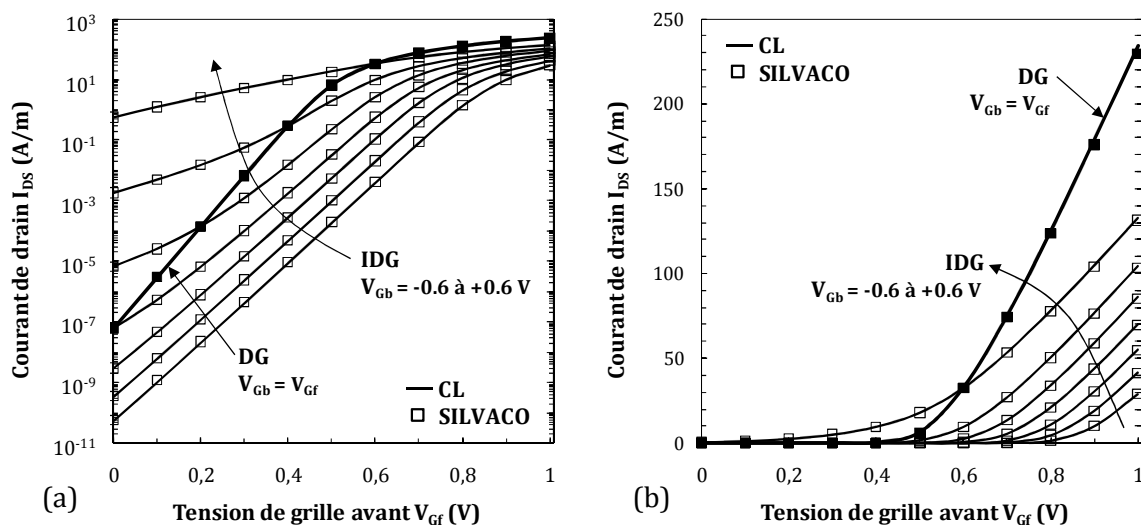 10³
10¹
10⁻¹
10⁻³
10⁻⁵
10⁻⁷
10⁻⁹
10⁻¹¹
Courant de drain I_DS (A/m)
IDG
V_Gb = -0.6 à +0.6 V
DG
V_Gb = V_Gf
CL
SILVACO
0
0,2
0,4
0,6
0,8
1
Tension de grille avant V_Gf (V)
(a)
250
200
150
100
50
0
Courant de drain I_DS (A/m)
CL
SILVACO
DG
V_Gb = V_Gf
IDG
V_Gb = -0.6 à +0.6 V
0
0,2
0,4
0,6
0,8
1
Tension de grille avant V_Gf (V)
(b)